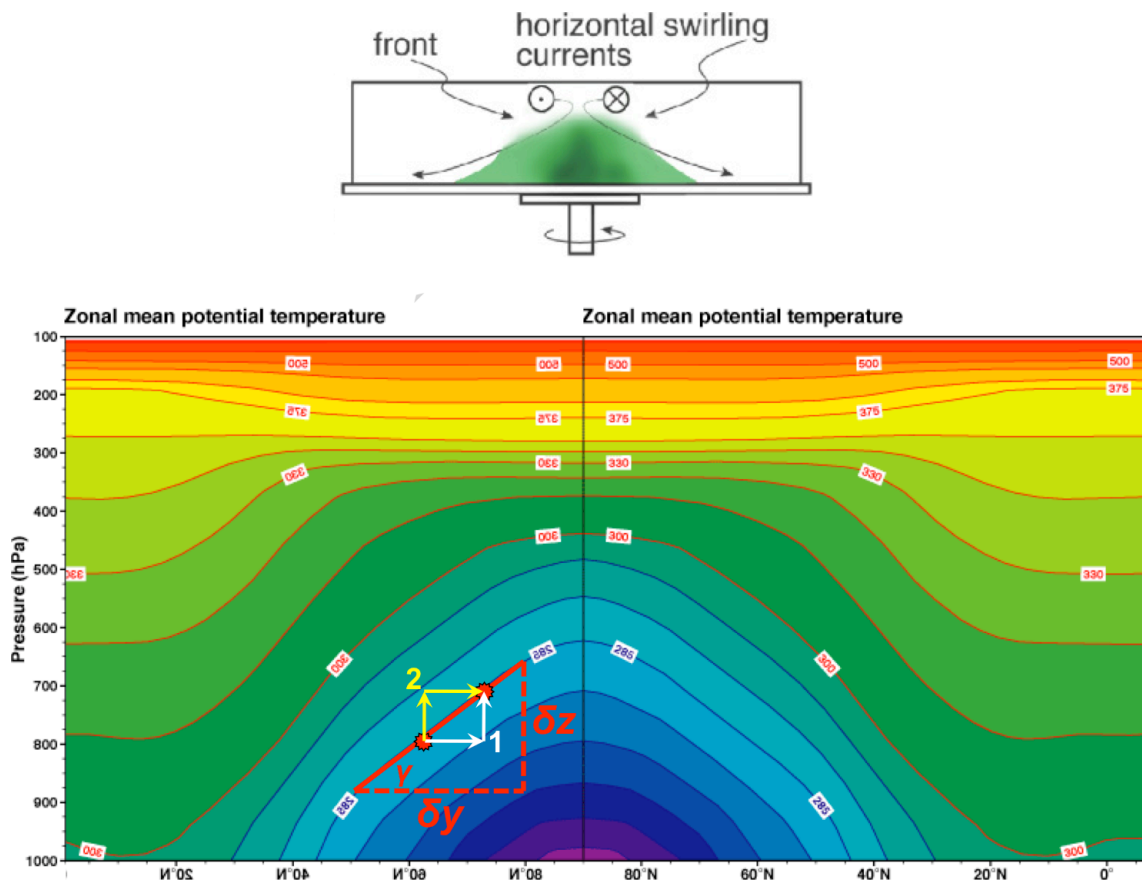 front
horizontal swirling
currents
Zonal mean potential temperature
Zonal mean potential temperature
Pressure (hPa)
100
200
300
400
500
600
700
800
900
1000
500
500
500
500
375
375
375
375
330
330
330
330
330
330
300
300
300
300
285
285
285
285
300
300
2
1
δz
γ
δy
20°N
40°N
60°N
80°N
80°N
60°N
40°N
20°N
0°